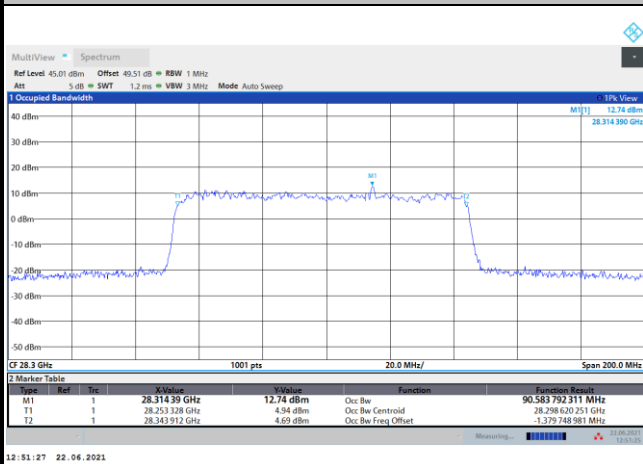 MultiView Spectrum
Ref Level 45.01 dBm Offset 49.51 dB RBW 1 MHz
Att 5 dB SWT 1.2 ms VBW 3 MHz Mode Auto Sweep
1 Occupied Bandwidth 1Pk View
M1[1] 12.74 dBm
28.314 390 GHz
40 dBm
30 dBm
20 dBm
M1
10 dBm
T1 T2
0 dBm
-10 dBm
-20 dBm
-30 dBm
-40 dBm
-50 dBm
CF 28.3 GHz 1001 pts 20.0 MHz/ Span 200.0 MHz
2 Marker Table
Type Ref Trc X-Value Y-Value Function Function Result
M1 1 28.314 39 GHz 12.74 dBm Occ Bw 90.583 792 311 MHz
T1 1 28.253 328 GHz 4.94 dBm Occ Bw Centroid 28.298 620 251 GHz
T2 1 28.343 912 GHz 4.69 dBm Occ Bw Freq Offset -1.379 748 981 MHz
Measuring... 22.06.2021
12:51:25
12:51:27 22.06.2021